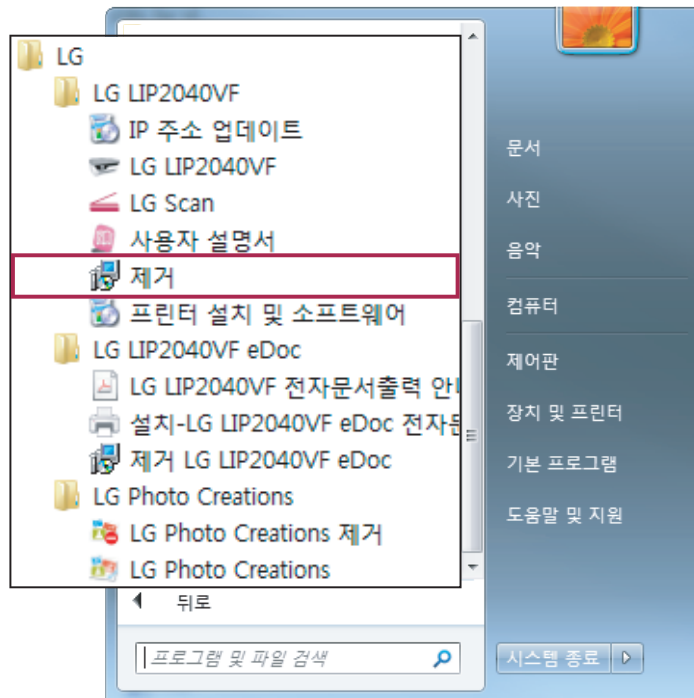 LG
LG LIP2040VF
IP 주소 업데이트
LG LIP2040VF
LG Scan
사용자 설명서
제거
프린터 설치 및 소프트웨어
LG LIP2040VF eDoc
LG LIP2040VF 전자문서출력
설치-LG LIP2040VF eDoc
제거 LG LIP2040VF eDoc
LG Photo Creations
LG Photo Creations 제거
LG Photo Creations
뒤로
프로그램 및 파일 검색
문서
사진
음악
컴퓨터
제어판
장치 및 프린터
기본 프로그램
도움말 및 지원
시스템 종료